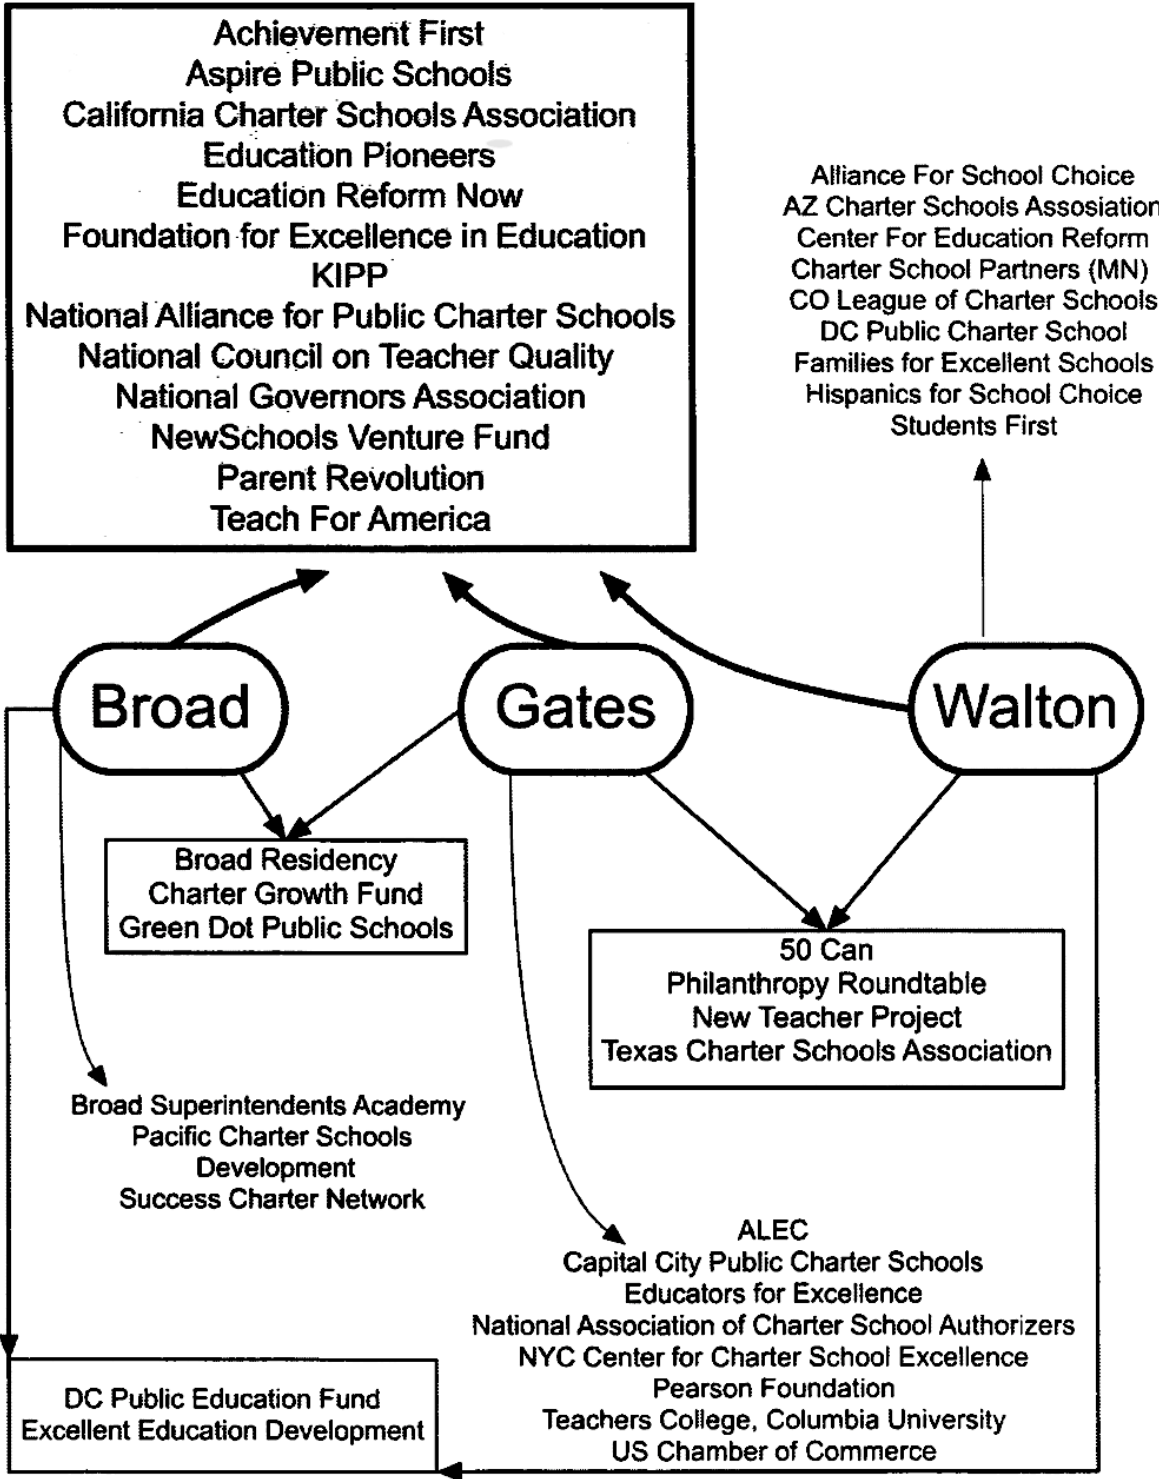 Achievement First
Aspire Public Schools
California Charter Schools Association
Education Pioneers
Education Reform Now
Foundation for Excellence in Education
KIPP
National Alliance for Public Charter Schools
National Council on Teacher Quality
National Governors Association
NewSchools Venture Fund
Parent Revolution
Teach For America
Alliance For School Choice
AZ Charter Schools Assosiation
Center For Education Reform
Charter School Partners (MN)
CO League of Charter Schools
DC Public Charter School
Families for Excellent Schools
Hispanics for School Choice
Students First
Broad
Gates
Walton
Broad Residency
Charter Growth Fund
Green Dot Public Schools
50 Can
Philanthropy Roundtable
New Teacher Project
Texas Charter Schools Association
Broad Superintendents Academy
Pacific Charter Schools
Development
Success Charter Network
ALEC
Capital City Public Charter Schools
Educators for Excellence
National Association of Charter School Authorizers
NYC Center for Charter School Excellence
Pearson Foundation
Teachers College, Columbia University
US Chamber of Commerce
DC Public Education Fund
Excellent Education Development